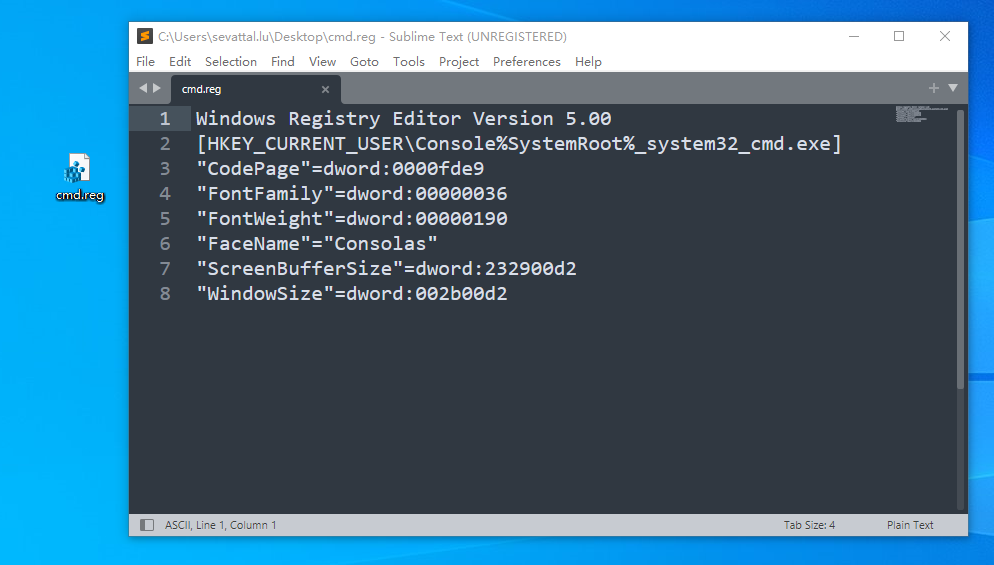 C:\Users\sevattal.lu\Desktop\cmd.reg - Sublime Text (UNREGISTERED)
File Edit Selection Find View Goto Tools Project Preferences Help
cmd.reg
1 Windows Registry Editor Version 5.00
2 [HKEY_CURRENT_USER\Console%SystemRoot%_system32_cmd.exe]
3 "CodePage"=dword:0000fde9
4 "FontFamily"=dword:00000036
5 "FontWeight"=dword:00000190
6 "FaceName"="Consolas"
7 "ScreenBufferSize"=dword:232900d2
8 "WindowSize"=dword:002b00d2
cmd.reg
ASCII, Line 1, Column 1 Tab Size: 4 Plain Text